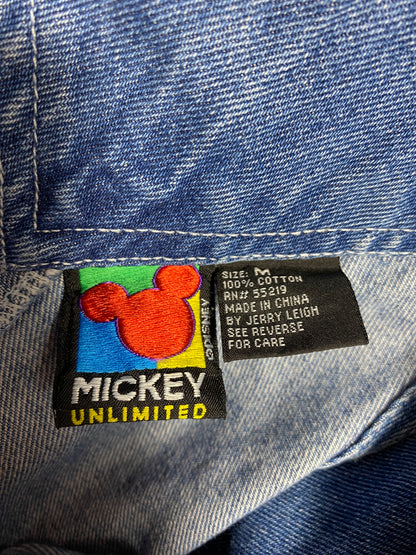 MICKEY
UNLIMITED
©DISNEY
SIZE: M
100% COTTON
RN# 55219
MADE IN CHINA
BY JERRY LEIGH
SEE REVERSE
FOR CARE